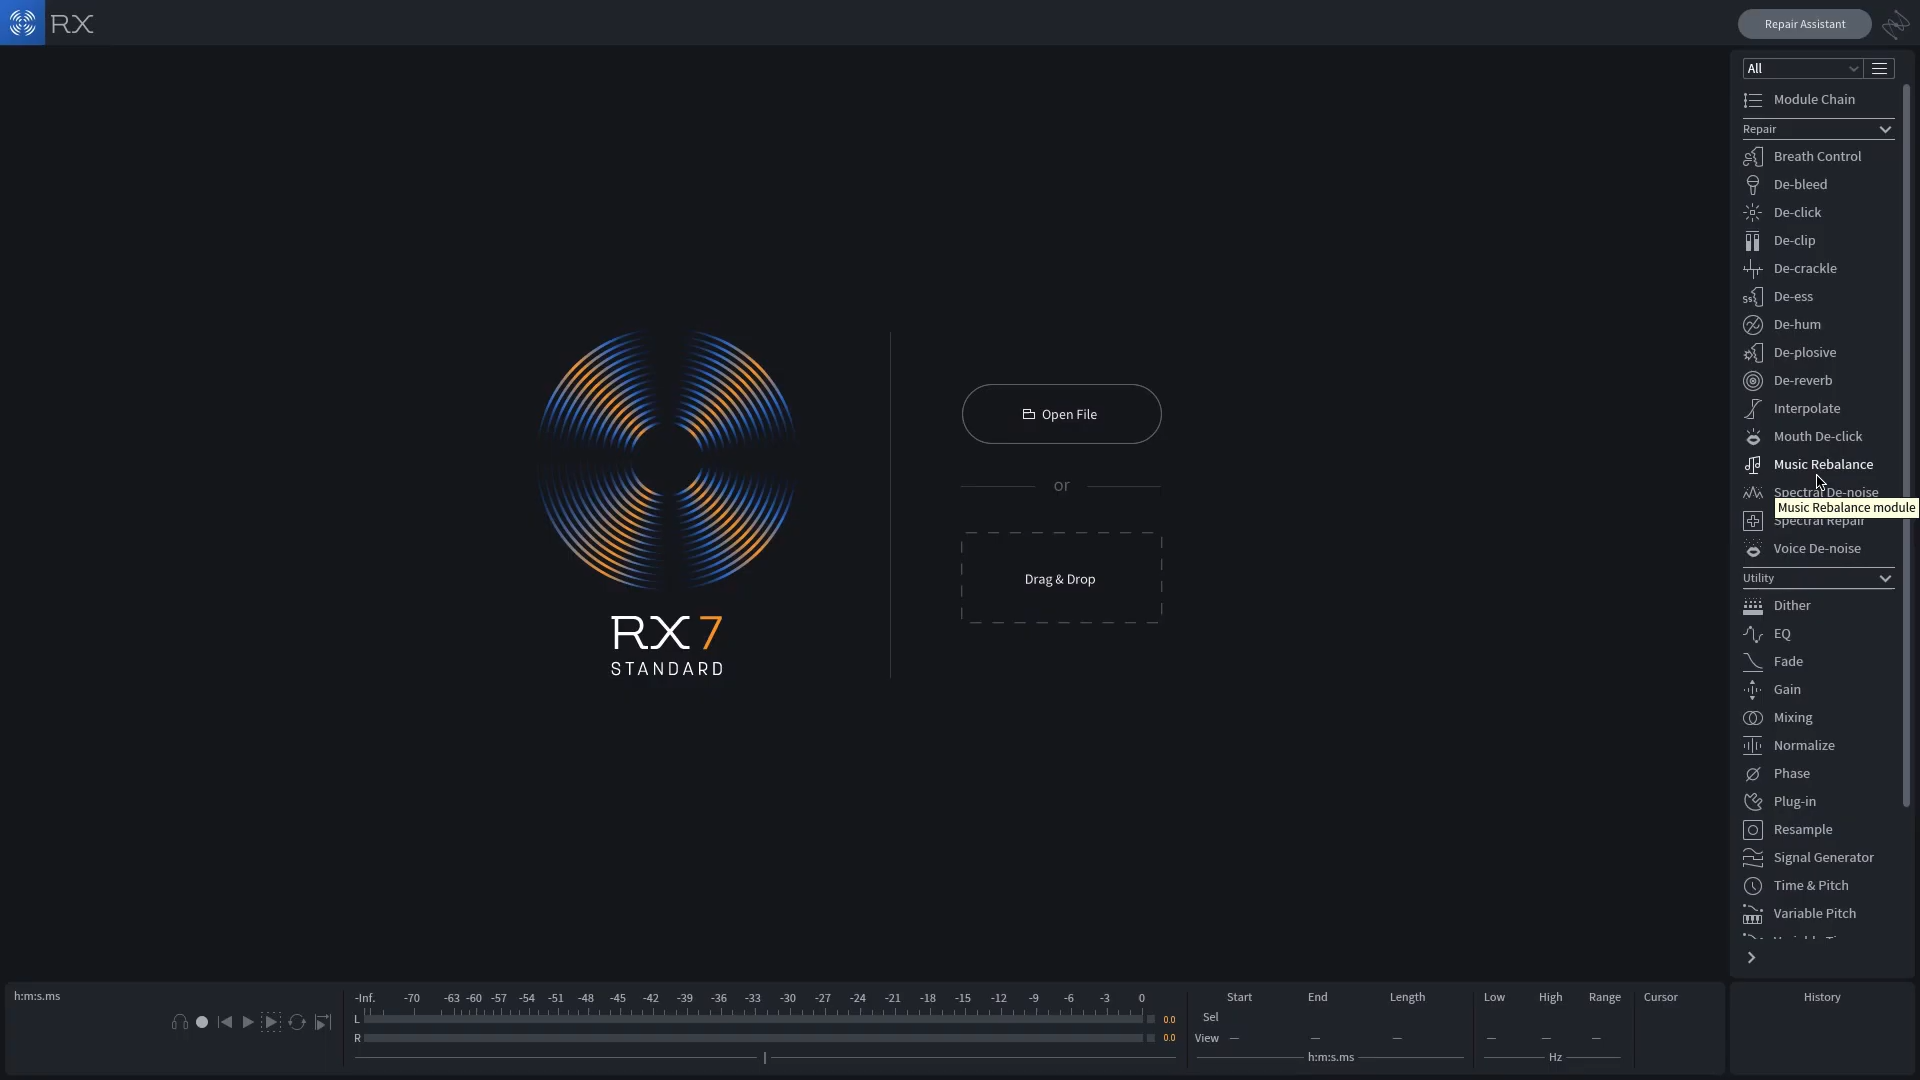 RX
Repair Assistant
All
Module Chain
Repair
Breath Control
De-bleed
De-click
De-clip
De-crackle
De-ess
De-hum
De-plosive
De-reverb
Interpolate
Mouth De-click
Music Rebalance
Spectral De-noise
Music Rebalance module
Spectral Repair
Voice De-noise
Utility
Dither
EQ
Fade
Gain
Mixing
Normalize
Phase
Plug-in
Resample
Signal Generator
Time & Pitch
Variable Pitch
Open File
or
Drag & Drop
RX 7
STANDARD
h:m:s.ms
-Inf. -70 -63 -60 -57 -54 -51 -48 -45 -42 -39 -36 -33 -30 -27 -24 -21 -18 -15 -12 -9 -6 -3 0
L 0.0
R 0.0
Start End Length
Sel
View — — —
h:m:s.ms
Low High Range
— — —
Hz
Cursor
History